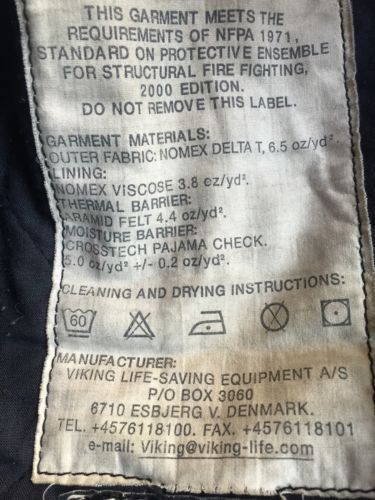 THIS GARMENT MEETS THE
REQUIREMENTS OF NFPA 1971,
STANDARD ON PROTECTIVE ENSEMBLE
FOR STRUCTURAL FIRE FIGHTING,
2000 EDITION.
DO NOT REMOVE THIS LABEL.
GARMENT MATERIALS:
OUTER FABRIC: NOMEX DELTA T, 6.5 oz/yd².
LINING:
NOMEX VISCOSE 3.8 oz/yd².
THERMAL BARRIER:
ARAMID FELT 4.4 oz/yd².
MOISTURE BARRIER:
CROSSTECH PAJAMA CHECK.
5.0 oz/yd² +/- 0.2 oz/yd².
CLEANING AND DRYING INSTRUCTIONS:
60
MANUFACTURER:
VIKING LIFE-SAVING EQUIPMENT A/S
P/O BOX 3060
6710 ESBJERG V. DENMARK.
TEL. +4576118100. FAX. +4576118101
e-mail: Viking@viking-life.com